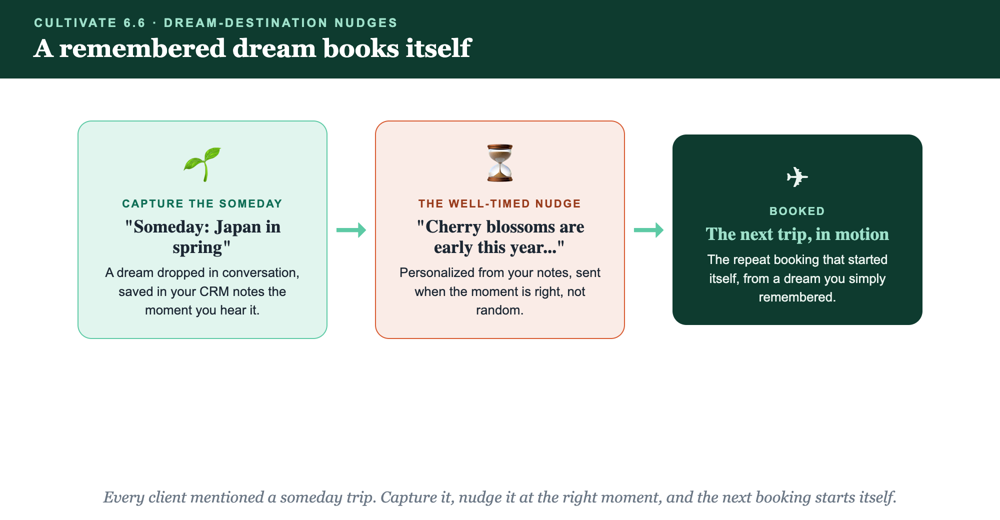 CULTIVATE 6.6 · DREAM-DESTINATION NUDGES
A remembered dream books itself
CAPTURE THE SOMEDAY
"Someday: Japan in
spring"
A dream dropped in conversation,
saved in your CRM notes the
moment you hear it.
THE WELL-TIMED NUDGE
"Cherry blossoms are
early this year..."
Personalized from your notes, sent
when the moment is right, not
random.
BOOKED
The next trip, in motion
The repeat booking that started
itself, from a dream you simply
remembered.
Every client mentioned a someday trip. Capture it, nudge it at the right moment, and the next booking starts itself.